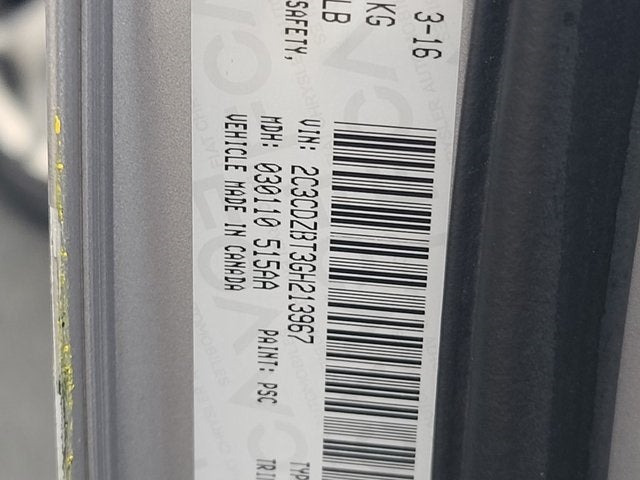 3-16
KG
LB
SAFETY,
VIN: 2C3CDZBT3GH213967
MDH: 030110 515AA PAINT: PSC
VEHICLE MADE IN CANADA